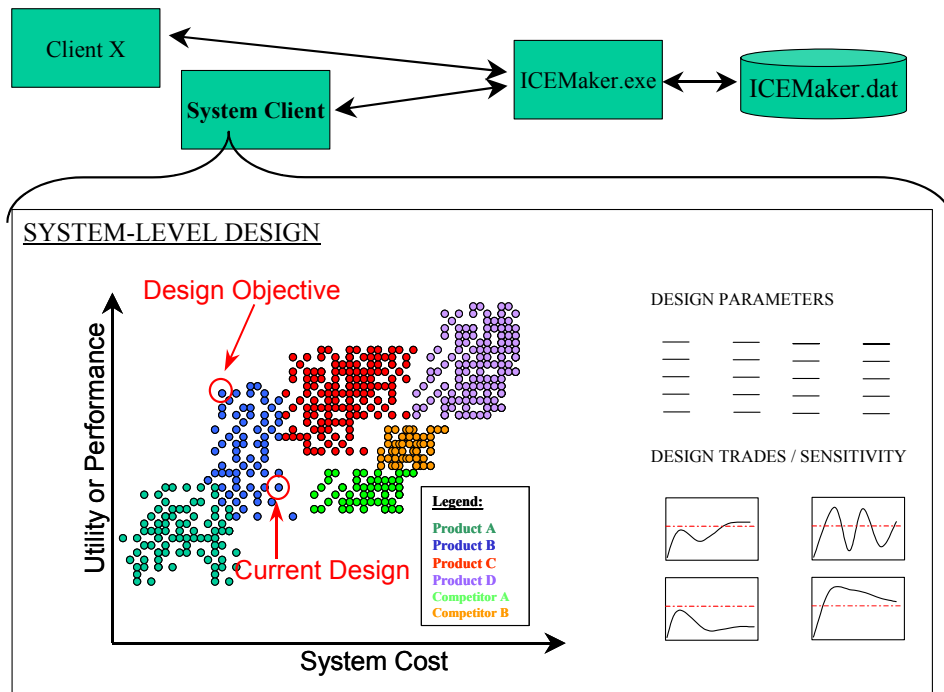 Client X
System Client
ICEMaker.exe
ICEMaker.dat
SYSTEM-LEVEL DESIGN
Design Objective
Utility or Performance
Current Design
System Cost
Legend:
Product A
Product B
Product C
Product D
Competitor A
Competitor B
DESIGN PARAMETERS
DESIGN TRADES / SENSITIVITY